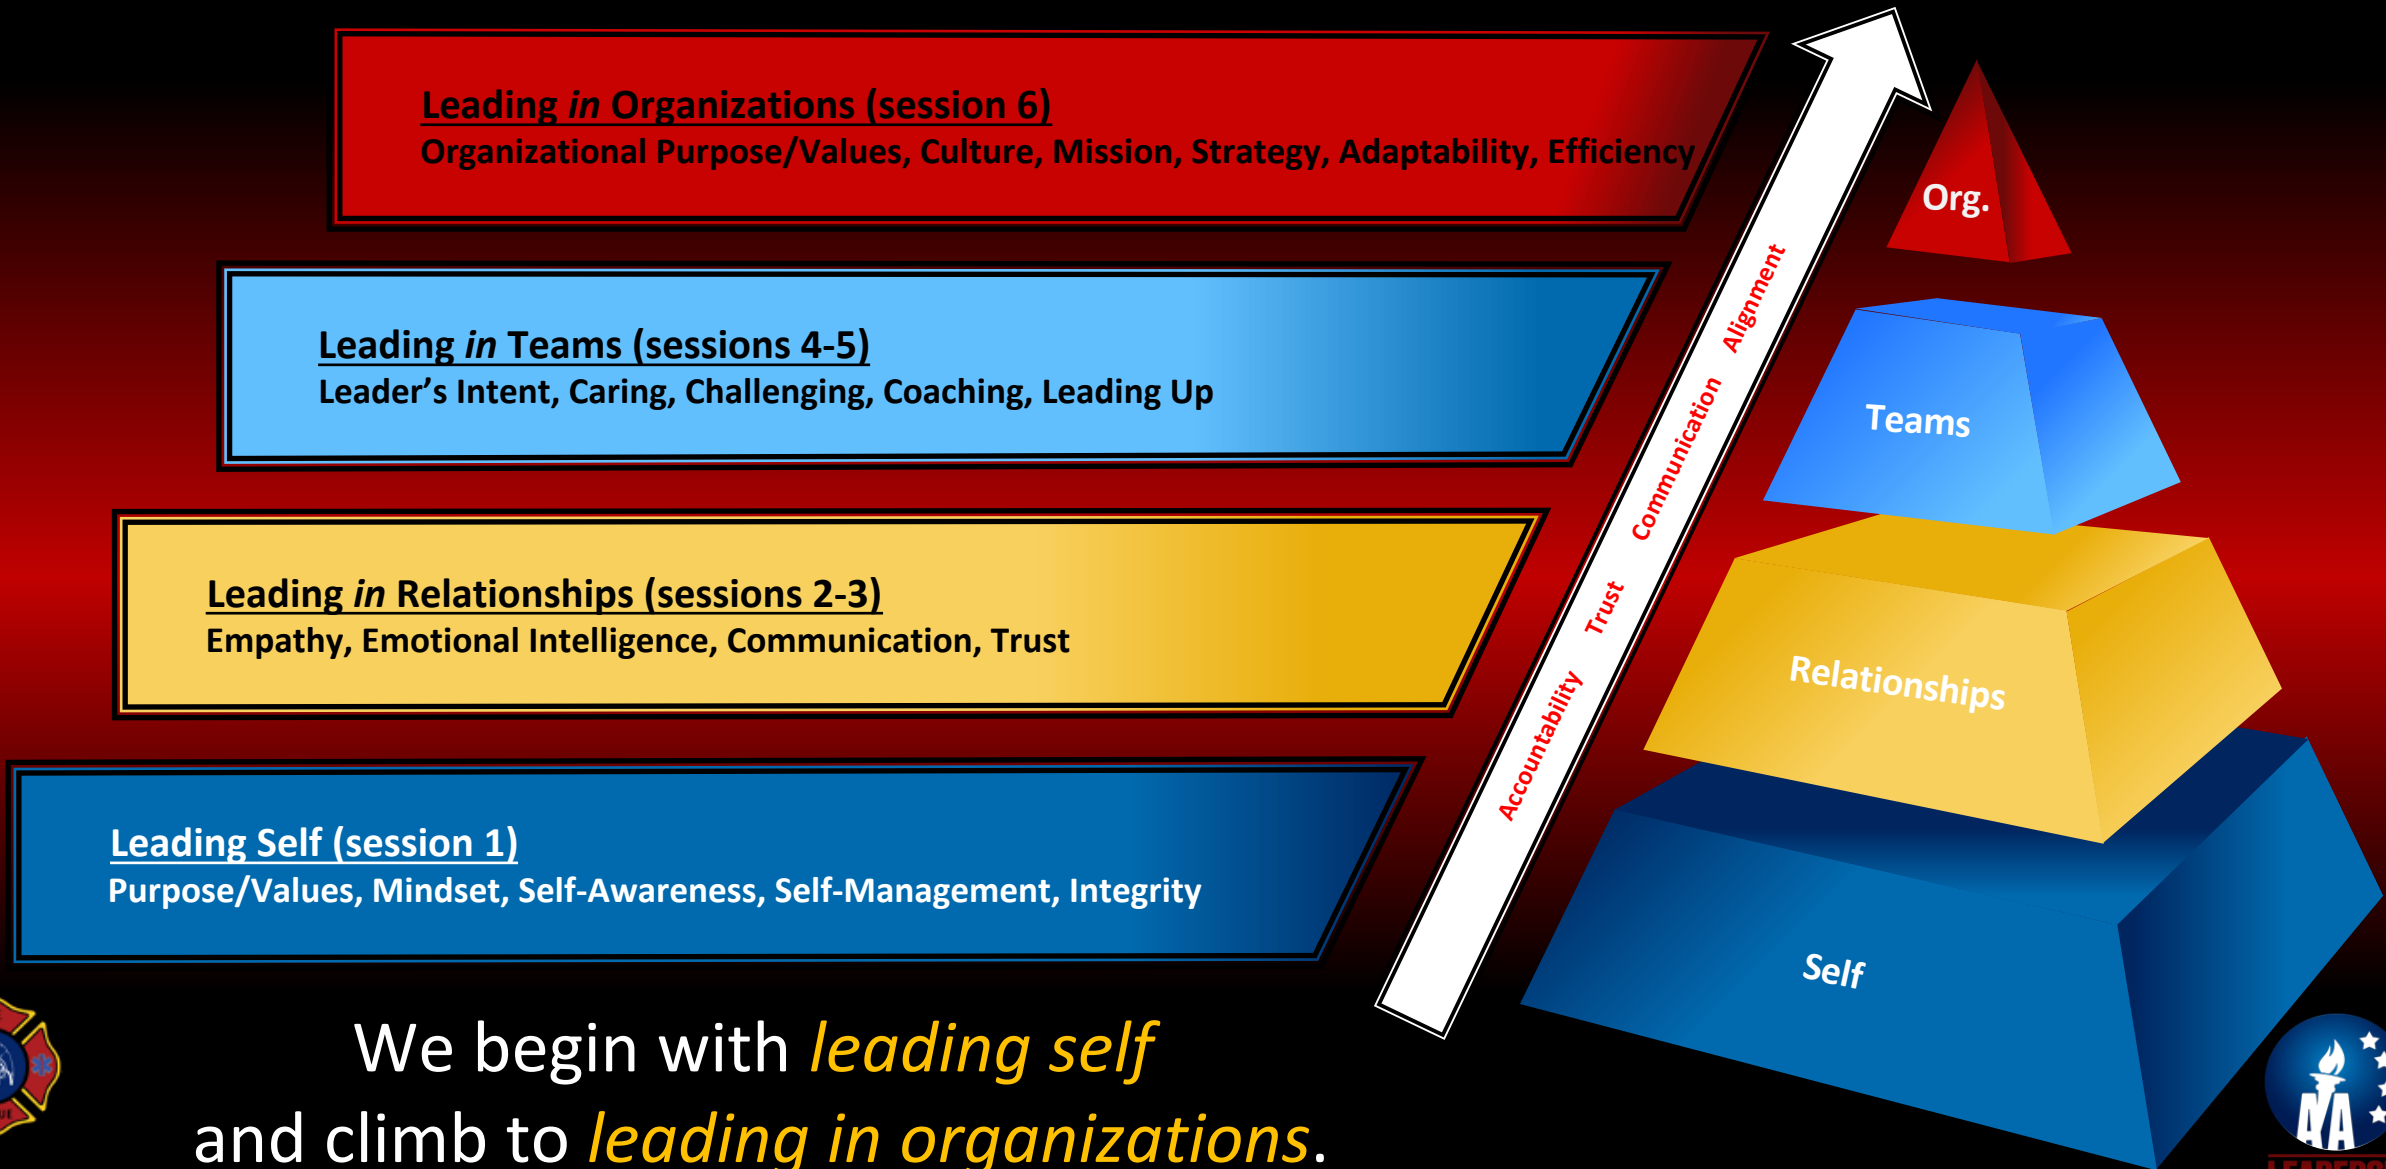 Leading in Organizations (session 6)
Organizational Purpose/Values, Culture, Mission, Strategy, Adaptability, Efficiency
Leading in Teams (sessions 4-5)
Leader’s Intent, Caring, Challenging, Coaching, Leading Up
Leading in Relationships (sessions 2-3)
Empathy, Emotional Intelligence, Communication, Trust
Leading Self (session 1)
Purpose/Values, Mindset, Self-Awareness, Self-Management, Integrity
Accountability Trust Communication Alignment
Org.
Teams
Relationships
Self
We begin with leading self
and climb to leading in organizations.